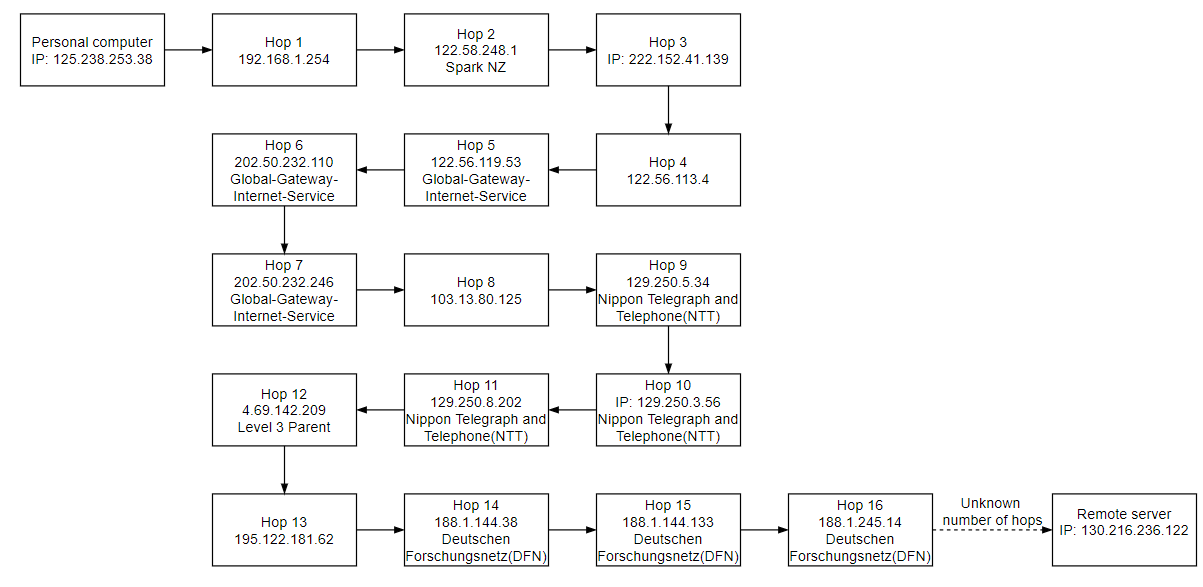 Personal computer
IP: 125.238.253.38
Hop 1
192.168.1.254
Hop 2
122.58.248.1
Spark NZ
Hop 3
IP: 222.152.41.139
Hop 4
122.56.113.4
Hop 5
122.56.119.53
Global-Gateway-
Internet-Service
Hop 6
202.50.232.110
Global-Gateway-
Internet-Service
Hop 7
202.50.232.246
Global-Gateway-
Internet-Service
Hop 8
103.13.80.125
Hop 9
129.250.5.34
Nippon Telegraph and
Telephone(NTT)
Hop 10
IP: 129.250.3.56
Nippon Telegraph and
Telephone(NTT)
Hop 11
129.250.8.202
Nippon Telegraph and
Telephone(NTT)
Hop 12
4.69.142.209
Level 3 Parent
Hop 13
195.122.181.62
Hop 14
188.1.144.38
Deutschen
Forschungsnetz(DFN)
Hop 15
188.1.144.133
Deutschen
Forschungsnetz(DFN)
Hop 16
188.1.245.14
Deutschen
Forschungsnetz(DFN)
Unknown
number of hops
Remote server
IP: 130.216.236.122